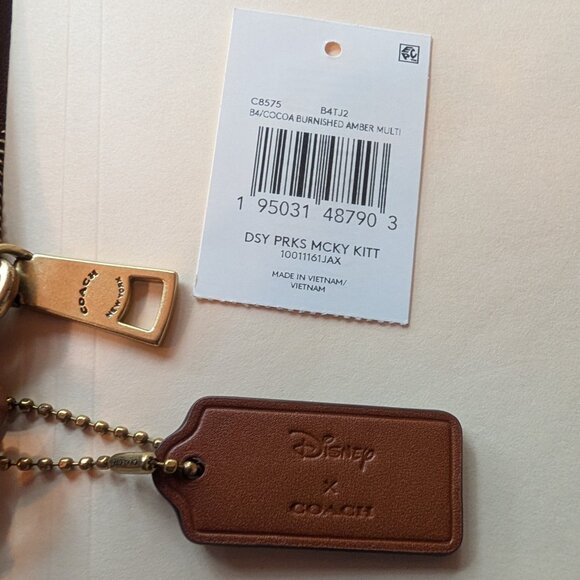 C8575 B4TJ2
B4/COCOA BURNISHED AMBER MULTI
1 95031 48790 3
DSY PRKS MCKY KITT
10011161JAX
MADE IN VIETNAM/
VIETNAM
COACH
NEW YORK
Disney
X
COACH